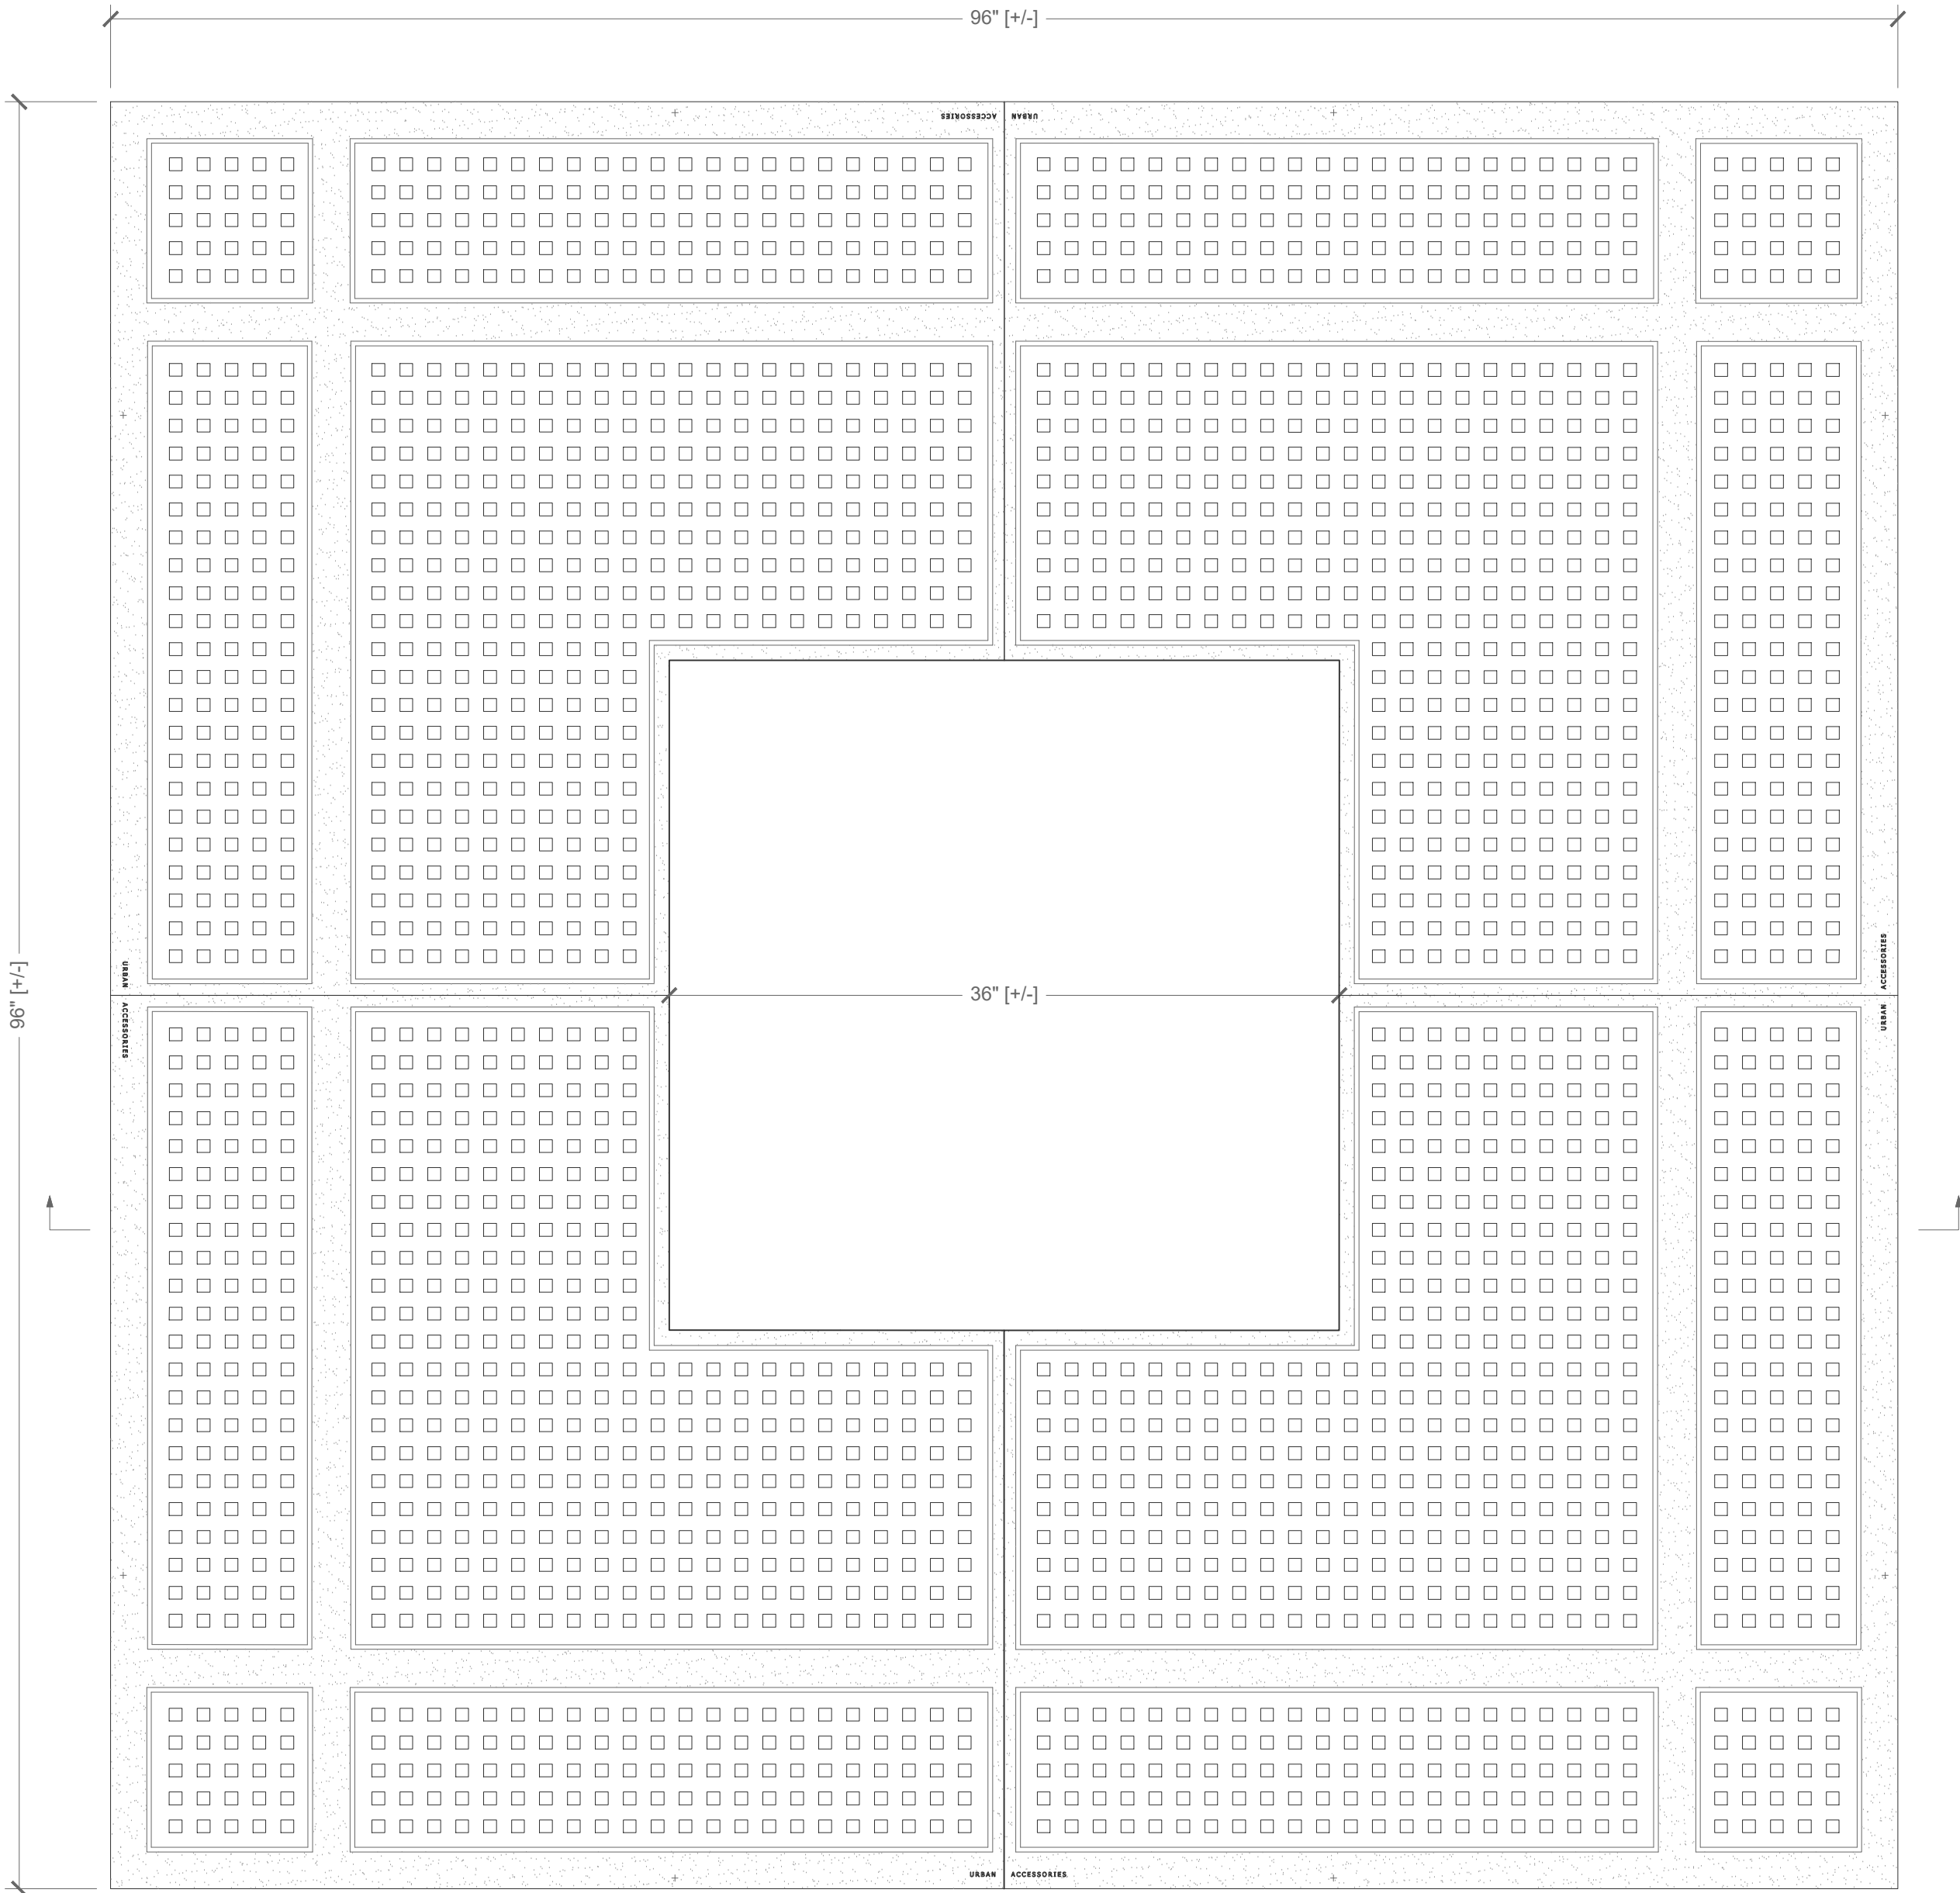 96" [+/-]
ACCESSORIES
URBAN
96" [+/-]
URBAN
ACCESSORIES
36" [+/-]
ACCESSORIES
URBAN
URBAN
ACCESSORIES